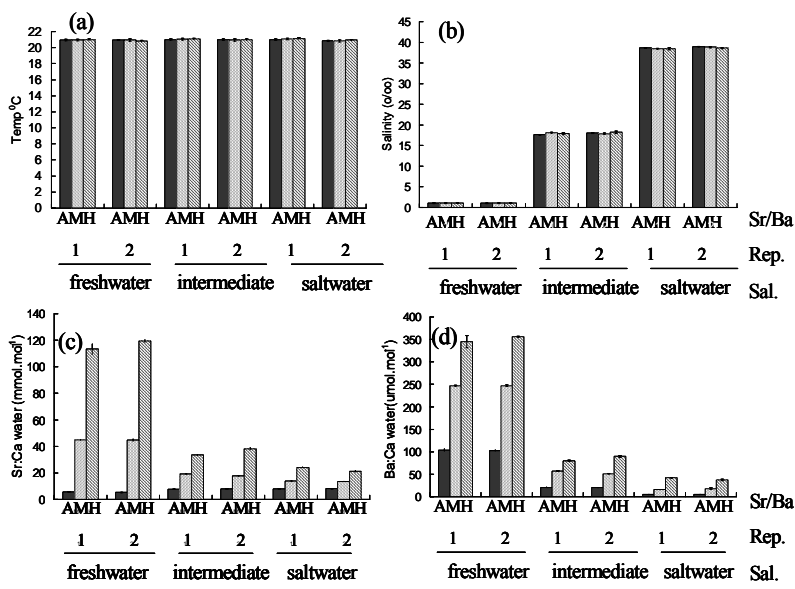 (a)
Temp ⁰C
22
20
18
16
14
12
10
8
6
4
2
0
AMH AMH AMH AMH AMH AMH
1 2 1 2 1 2
freshwater intermediate saltwater
(b)
Salinity (o/oo)
45
40
35
30
25
20
15
10
5
0
AMH AMH AMH AMH AMH AMH Sr/Ba
1 2 1 2 1 2 Rep.
freshwater intermediate saltwater Sal.
(c)
Sr:Ca water (mmol.mol¹)
140
120
100
80
60
40
20
0
AMH AMH AMH AMH AMH AMH
1 2 1 2 1 2
freshwater intermediate saltwater
(d)
Ba:Ca water(umol.mol¹)
400
350
300
250
200
150
100
50
0
AMH AMH AMH AMH AMH AMH Sr/Ba
1 2 1 2 1 2 Rep.
freshwater intermediate saltwater Sal.